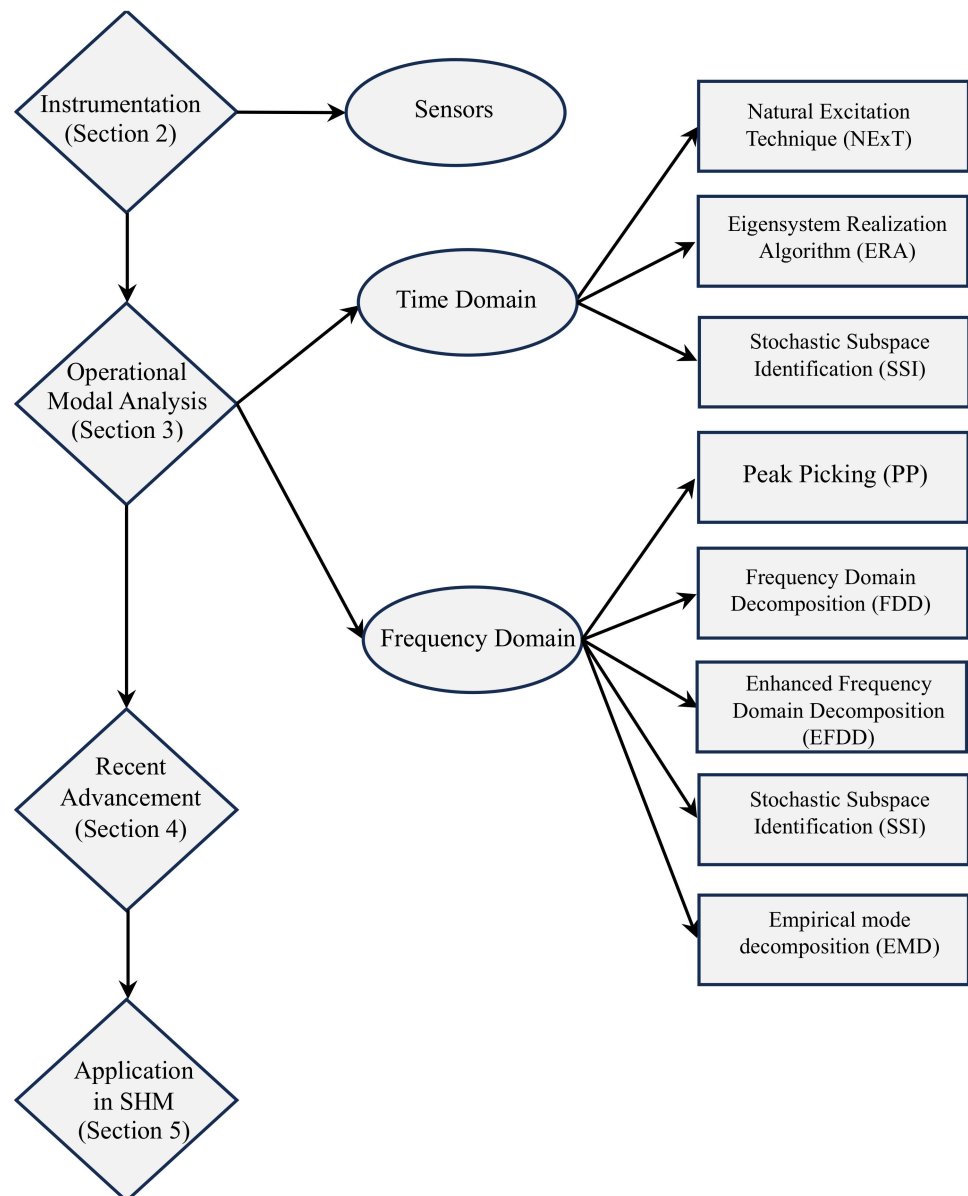 Instrumentation
(Section 2)
Sensors
Natural Excitation
Technique (NExT)
Eigensystem Realization
Algorithm (ERA)
Time Domain
Stochastic Subspace
Identification (SSI)
Operational
Modal Analysis
(Section 3)
Peak Picking (PP)
Frequency Domain
Decomposition (FDD)
Frequency Domain
Enhanced Frequency
Domain Decomposition
(EFDD)
Stochastic Subspace
Identification (SSI)
Recent
Advancement
(Section 4)
Empirical mode
decomposition (EMD)
Application
in SHM
(Section 5)